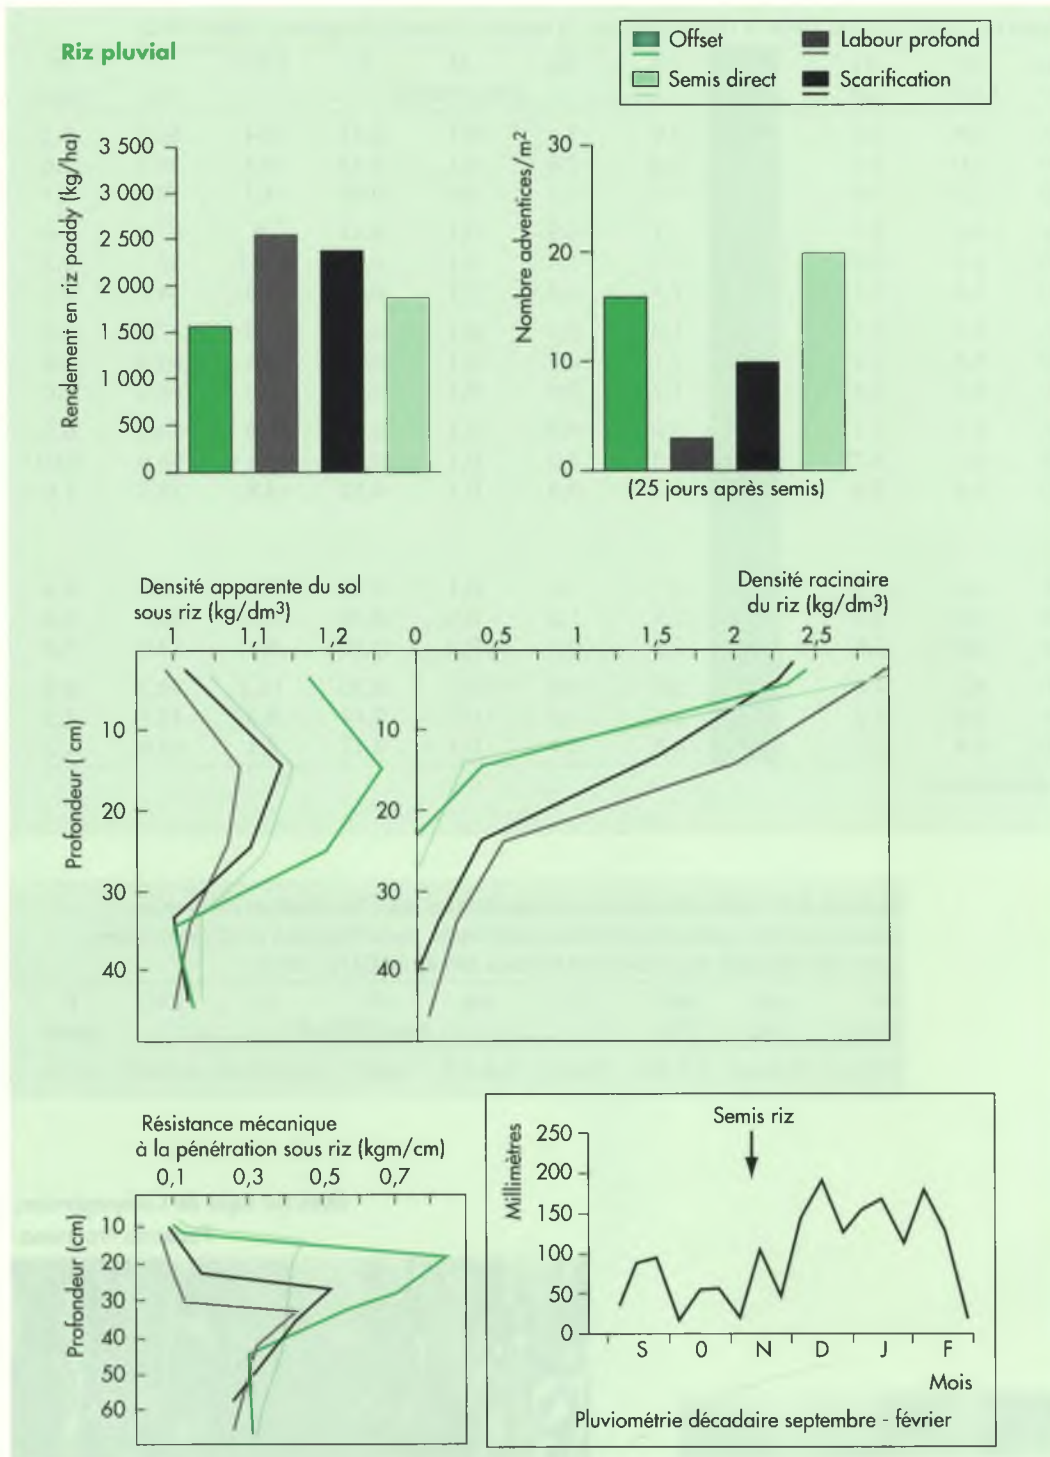 Riz pluvial
Offset
Labour profond
Semis direct
Scarification
Rendement en riz paddy (kg/ha)
3 500
3 000
2 500
2 000
1 500
1 000
500
0
Nombre adventices/m²
30
20
10
0
(25 jours après semis)
Densité apparente du sol
sous riz (kg/dm³)
1 1,1 1,2
Densité racinaire
du riz (kg/dm³)
0 0,5 1 1,5 2 2,5
Profondeur ( cm)
10
20
30
40
10
20
30
40
Résistance mécanique
à la pénétration sous riz (kgm/cm)
0,1 0,3 0,5 0,7
Profondeur (cm)
10
20
30
40
50
60
Semis riz
Millimètres
250
200
150
100
50
0
S O N D J F
Mois
Pluviométrie décadaire septembre - février